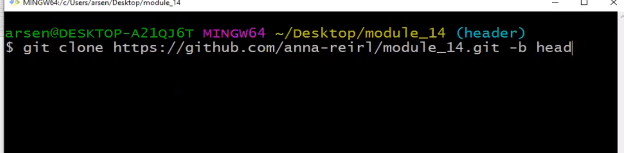 MINGW64:/c/Users/arsen/Desktop/module_14
arsen@DESKTOP-A21QJ6T MINGW64 ~/Desktop/module_14 (header)
$ git clone https://github.com/anna-reirl/module_14.git -b head